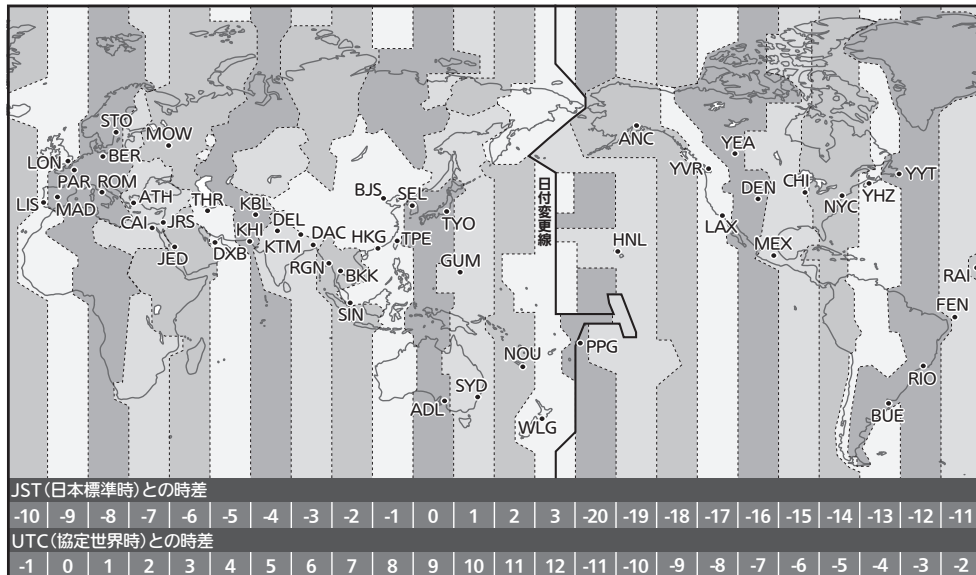 STO
MOW
LON
BER
PAR
ROM
LIS
MAD
ATH
THR
KBL
BJS
SEL
CAI
JRS
DEL
DAC
TYO
KHI
HKG
TPE
JED
DXB
KTM
RGN
BKK
GUM
SIN
NOU
SYD
ADL
WLG
日付変更線
ANC
YEA
YVR
DEN
CHI
YYT
NYC
YHZ
LAX
HNL
MEX
RAI
FEN
PPG
RIO
BUE
JST(日本標準時)との時差
-10 -9 -8 -7 -6 -5 -4 -3 -2 -1 0 1 2 3 -20 -19 -18 -17 -16 -15 -14 -13 -12 -11
UTC(協定世界時)との時差
-1 0 1 2 3 4 5 6 7 8 9 10 11 12 -11 -10 -9 -8 -7 -6 -5 -4 -3 -2